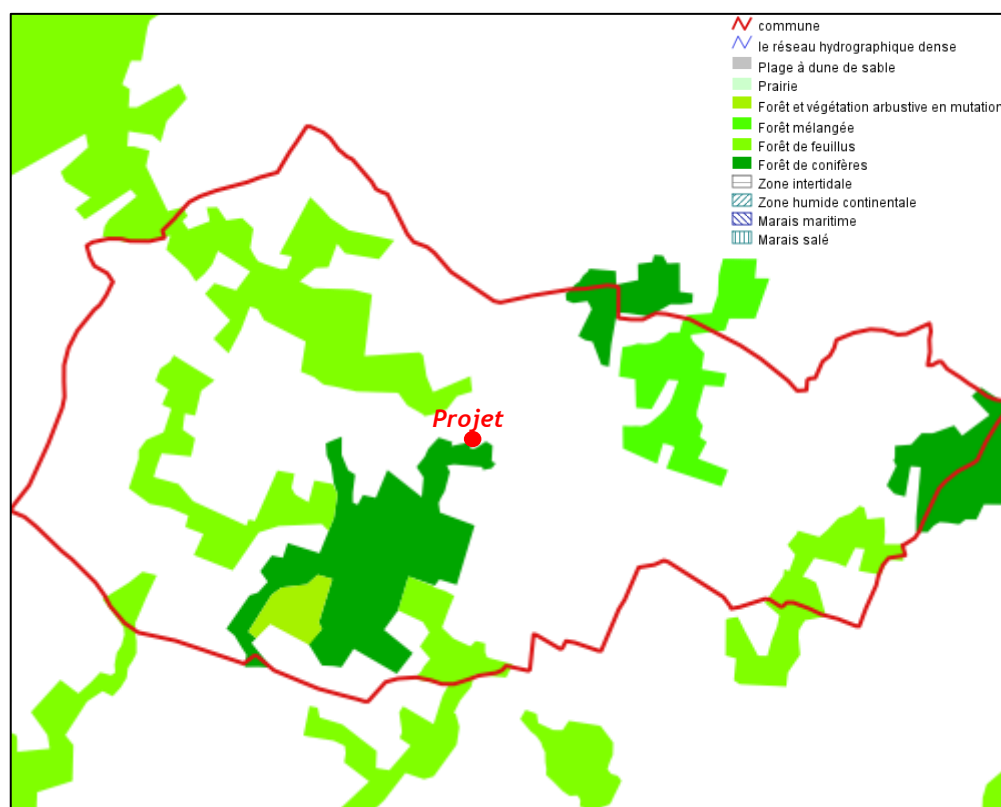 commune
le réseau hydrographique dense
Plage à dune de sable
Prairie
Forêt et végétation arbustive en mutation
Forêt mélangée
Forêt de feuillus
Forêt de conifères
Zone intertidale
Zone humide continentale
Marais maritime
Marais salé
Projet